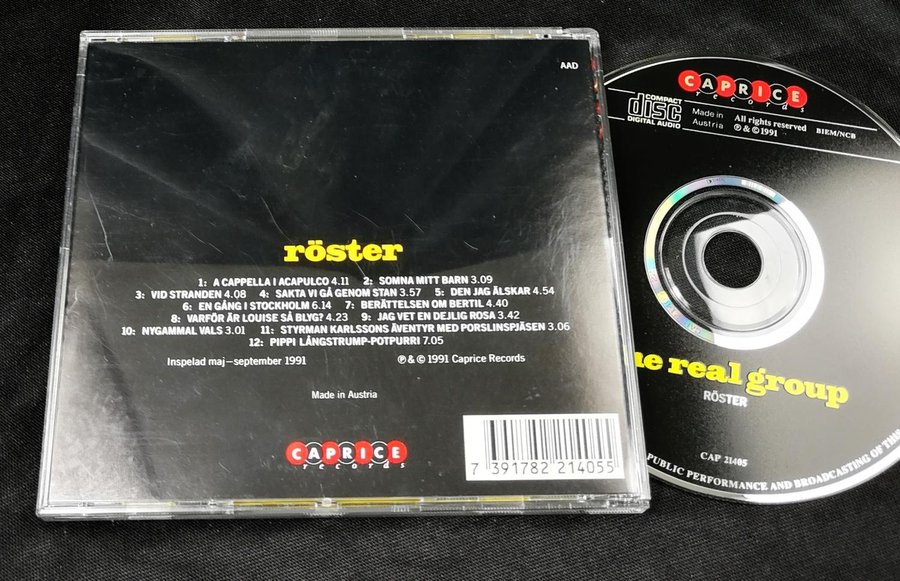 AAD
röster
1: A CAPPELLA I ACAPULCO 4.11 2: SOMNA MITT BARN 3.09
3: VID STRANDEN 4.08 4: SAKTA VI GÅ GENOM STAN 3.57 5: DEN JAG ÄLSKAR 4.54
6: EN GÅNG I STOCKHOLM 6.14 7: BERÄTTELSEN OM BERTIL 4.40
8: VARFÖR ÄR LOUISE SÅ BLYG? 4.23 9: JAG VET EN DEJLIG ROSA 3.42
10: NYGAMMAL VALS 3.01 11: STYRMAN KARLSSONS ÄVENTYR MED PORSLINSPJÄSEN 3.06
12: PIPPI LÅNGSTRUMP-POTPURRI 7.05
Inspelad maj–september 1991 ℗ & © 1991 Caprice Records
Made in Austria
CAPRICE
records
7 391782 214055
CAPRICE
records
COMPACT
disc
DIGITAL AUDIO
Made in
Austria
All rights reserved
℗ & © 1991
BIEM/NCB
he real group
RÖSTER
CAP 21405
PUBLIC PERFORMANCE AND BROADCASTING OF THIS